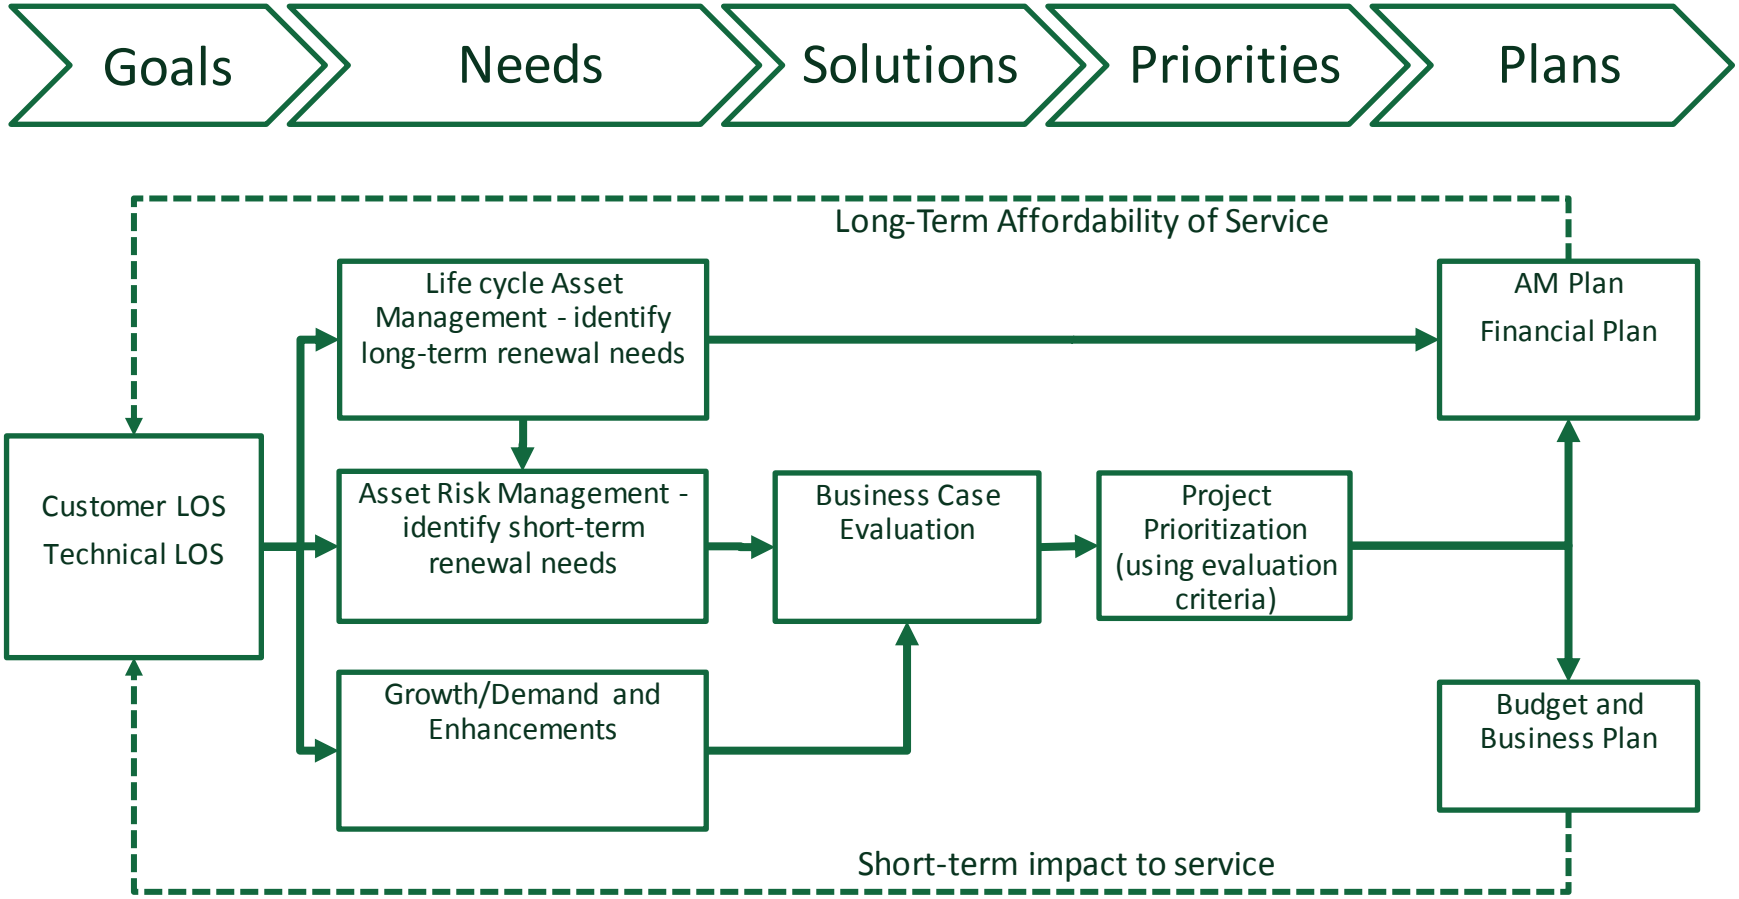 Goals
Needs
Solutions
Priorities
Plans
Long-Term Affordability of Service
Life cycle Asset
Management - identify
long-term renewal needs
AM Plan
Financial Plan
Customer LOS
Technical LOS
Asset Risk Management -
identify short-term
renewal needs
Business Case
Evaluation
Project
Prioritization
(using evaluation
criteria)
Growth/Demand and
Enhancements
Budget and
Business Plan
Short-term impact to service